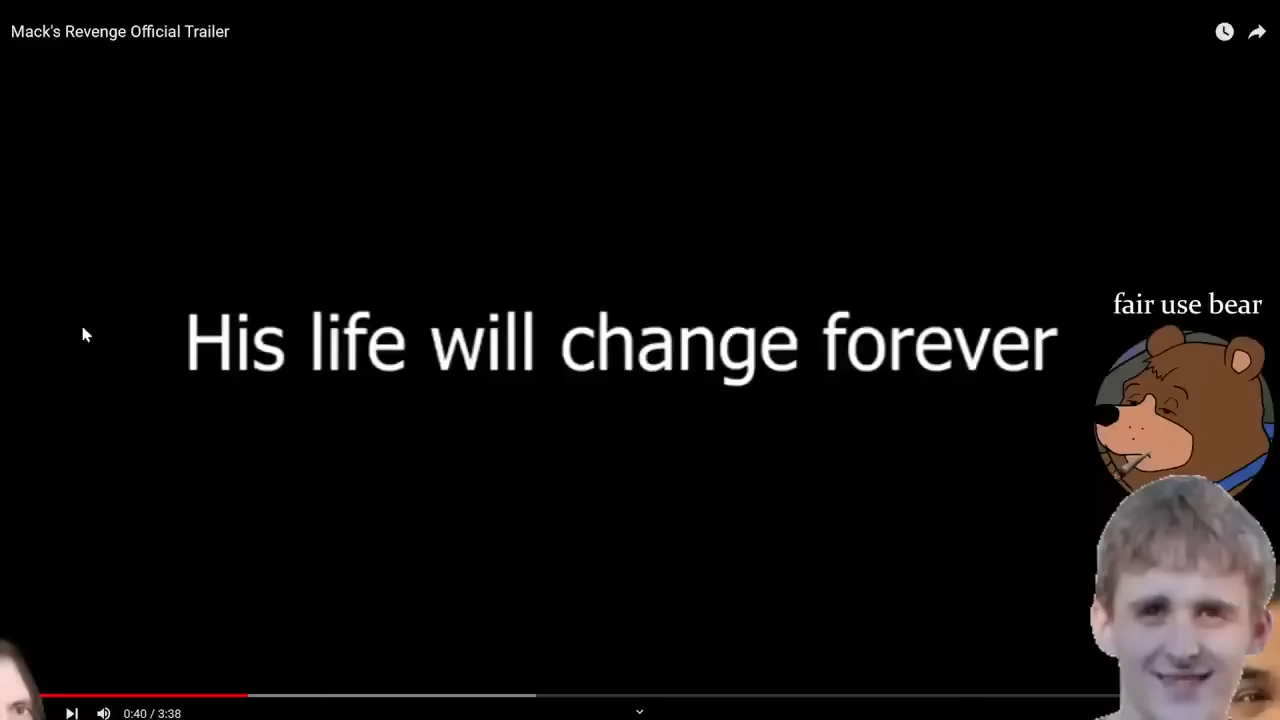 Mack's Revenge Official Trailer
fair use bear
His life will change forever
0:40 / 3:38